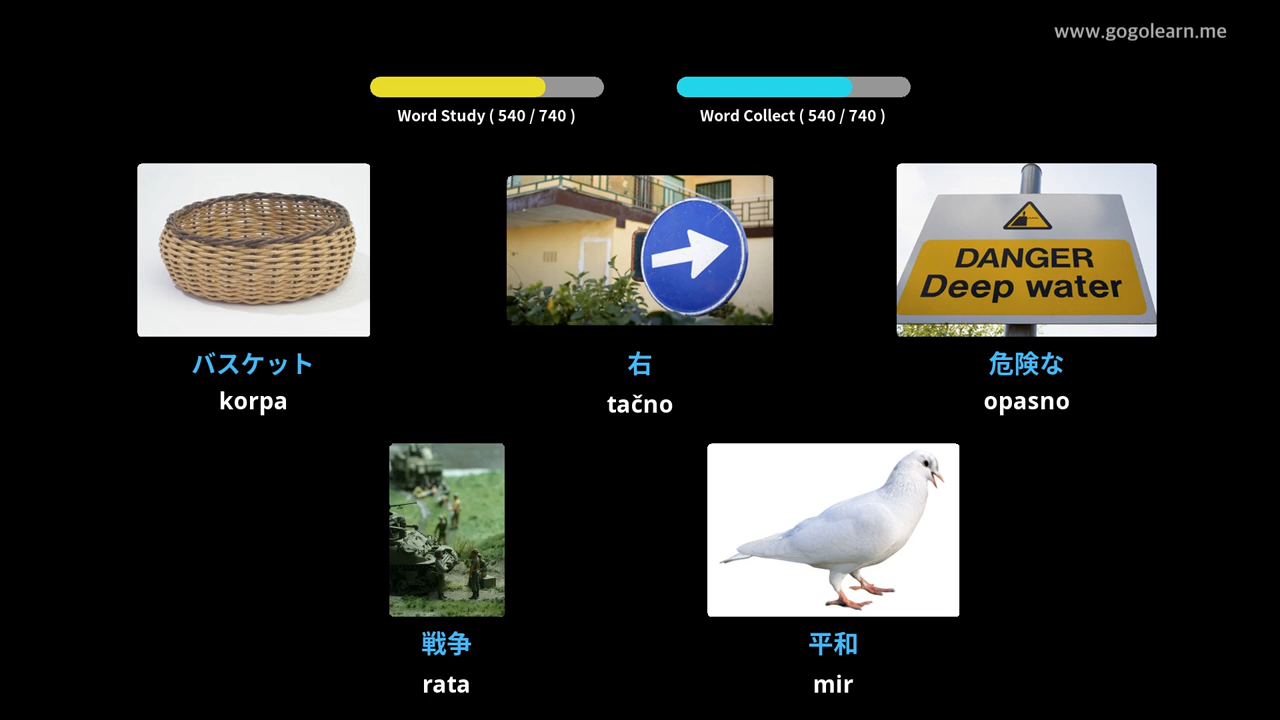 www.gogolearn.me
Word Study ( 540 / 740 )
Word Collect ( 540 / 740 )
DANGER
Deep water
バスケット
korpa
右
tačno
危険な
opasno
戦争
rata
平和
mir